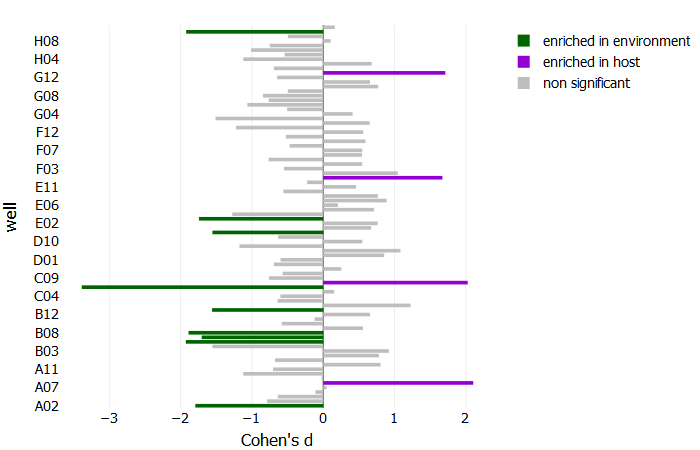 H08
H04
G12
G08
G04
F12
F07
F03
E11
E06
E02
D10
D01
C09
C04
B12
B08
B03
A11
A07
A02
well
−3
−2
−1
0
1
2
Cohen's d
enriched in environment
enriched in host
non significant